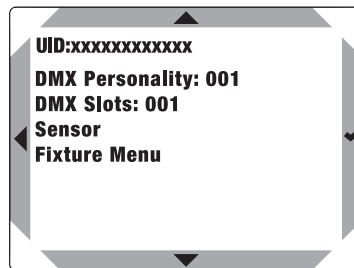 UID:xxxxxxxxxxxx
DMX Personality: 001
DMX Slots: 001
Sensor
Fixture Menu